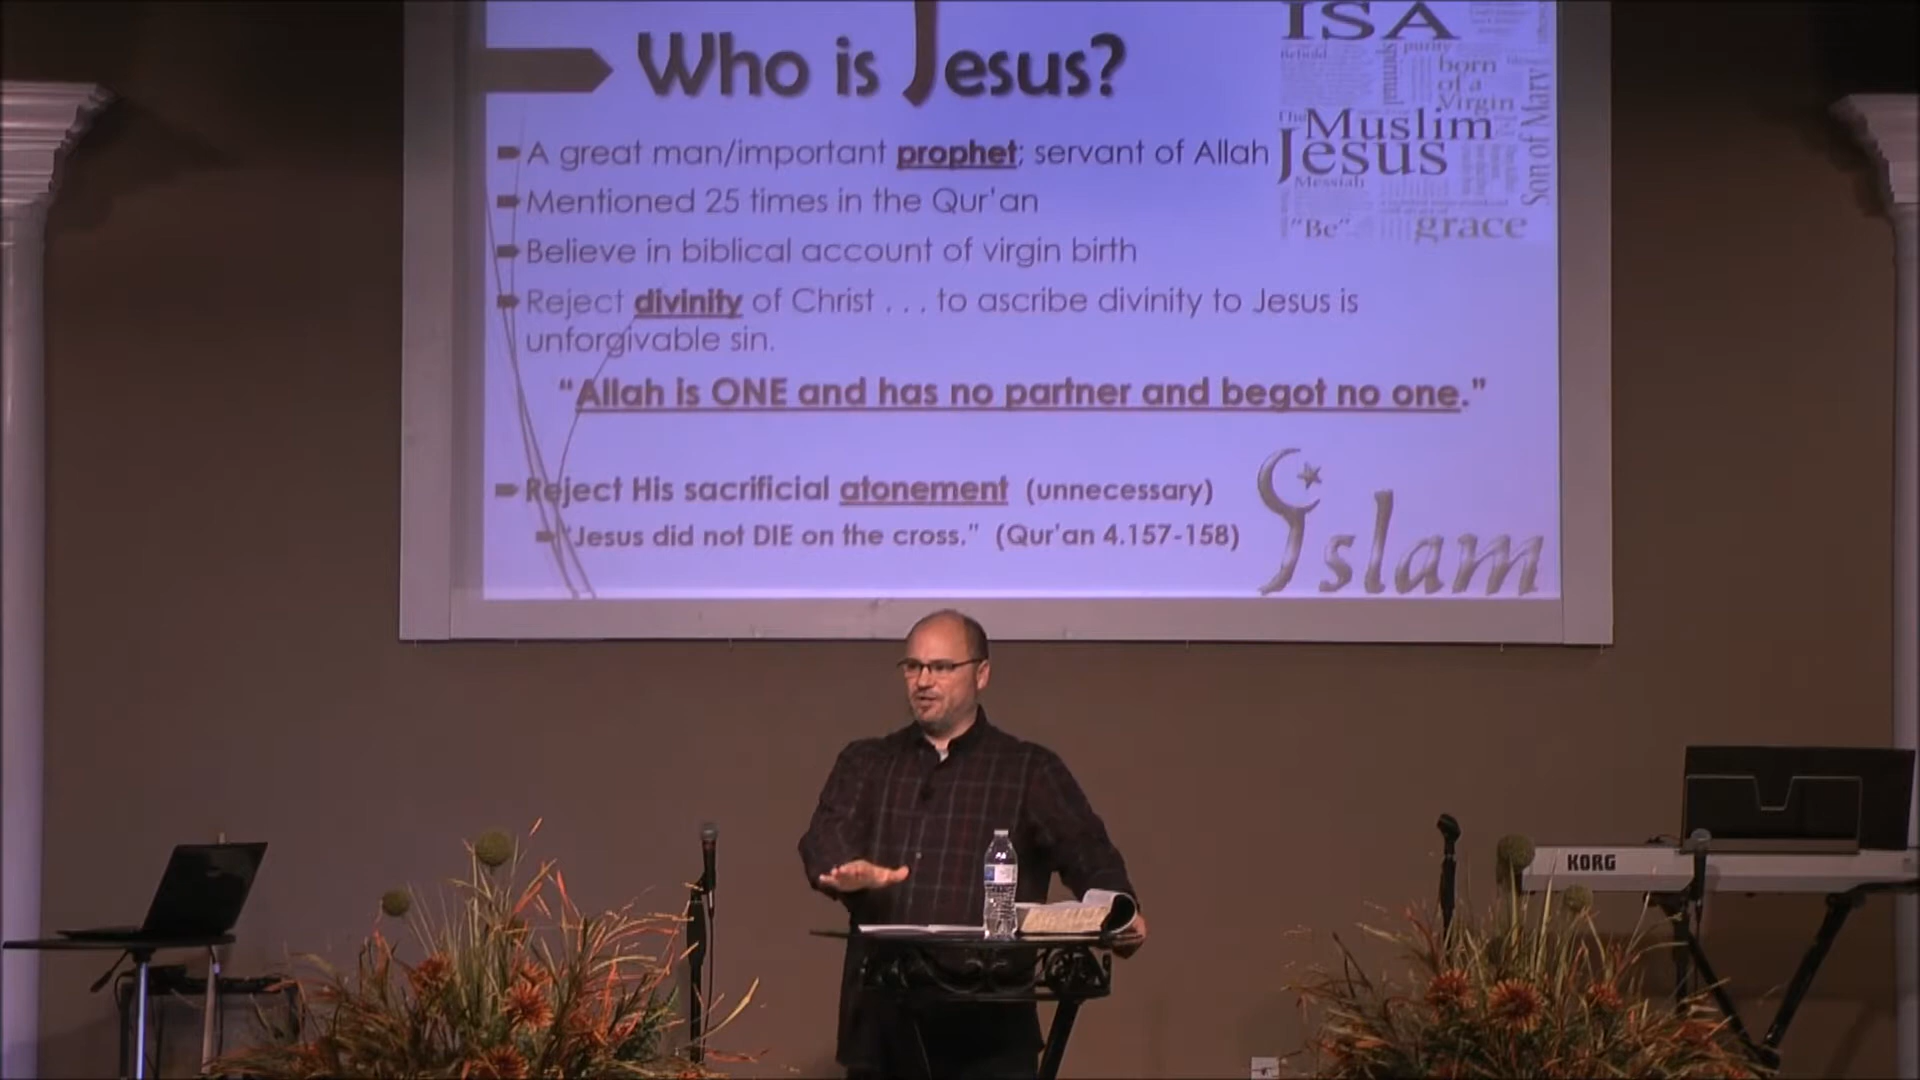 Who is Jesus?
A great man/important prophet; servant of Allah
Mentioned 25 times in the Qur'an
Believe in biblical account of virgin birth
Reject divinity of Christ . . . to ascribe divinity to Jesus is
unforgivable sin.
"Allah is ONE and has no partner and begot no one."
Reject His sacrificial atonement (unnecessary)
"Jesus did not DIE on the cross." (Qur'an 4.157-158)
ISA
Behold
purity
born
of a
Virgin
The Muslim
Jesus
Messiah
Son of Mary
"Be"
grace
Islam
KORG